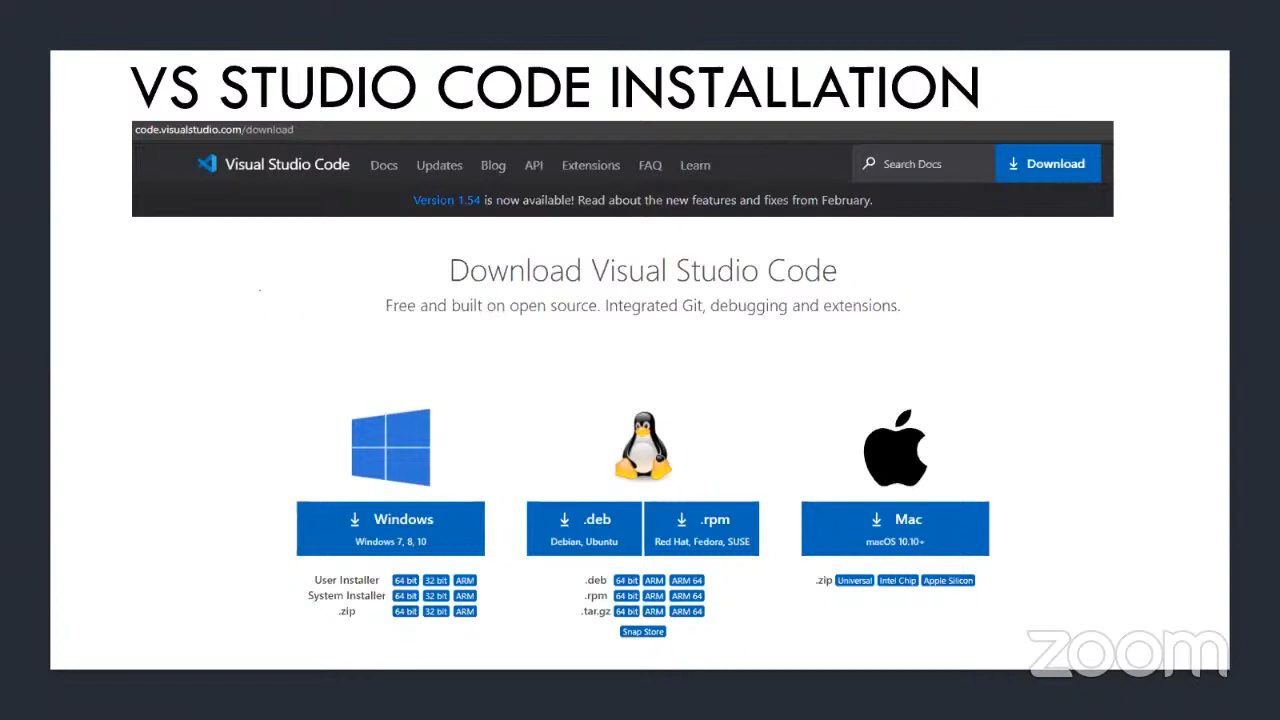 VS STUDIO CODE INSTALLATION
code.visualstudio.com/download
Visual Studio Code Docs Updates Blog API Extensions FAQ Learn Search Docs Download
Version 1.54 is now available! Read about the new features and fixes from February.
Download Visual Studio Code
Free and built on open source. Integrated Git, debugging and extensions.
Windows
Windows 7, 8, 10
User Installer 64 bit 32 bit ARM
System Installer 64 bit 32 bit ARM
.zip 64 bit 32 bit ARM
.deb
Debian, Ubuntu
.rpm
Red Hat, Fedora, SUSE
.deb 64 bit ARM ARM 64
.rpm 64 bit ARM ARM 64
.tar.gz 64 bit ARM ARM 64
Snap Store
Mac
macOS 10.10+
.zip Universal Intel Chip Apple Silicon
zoom